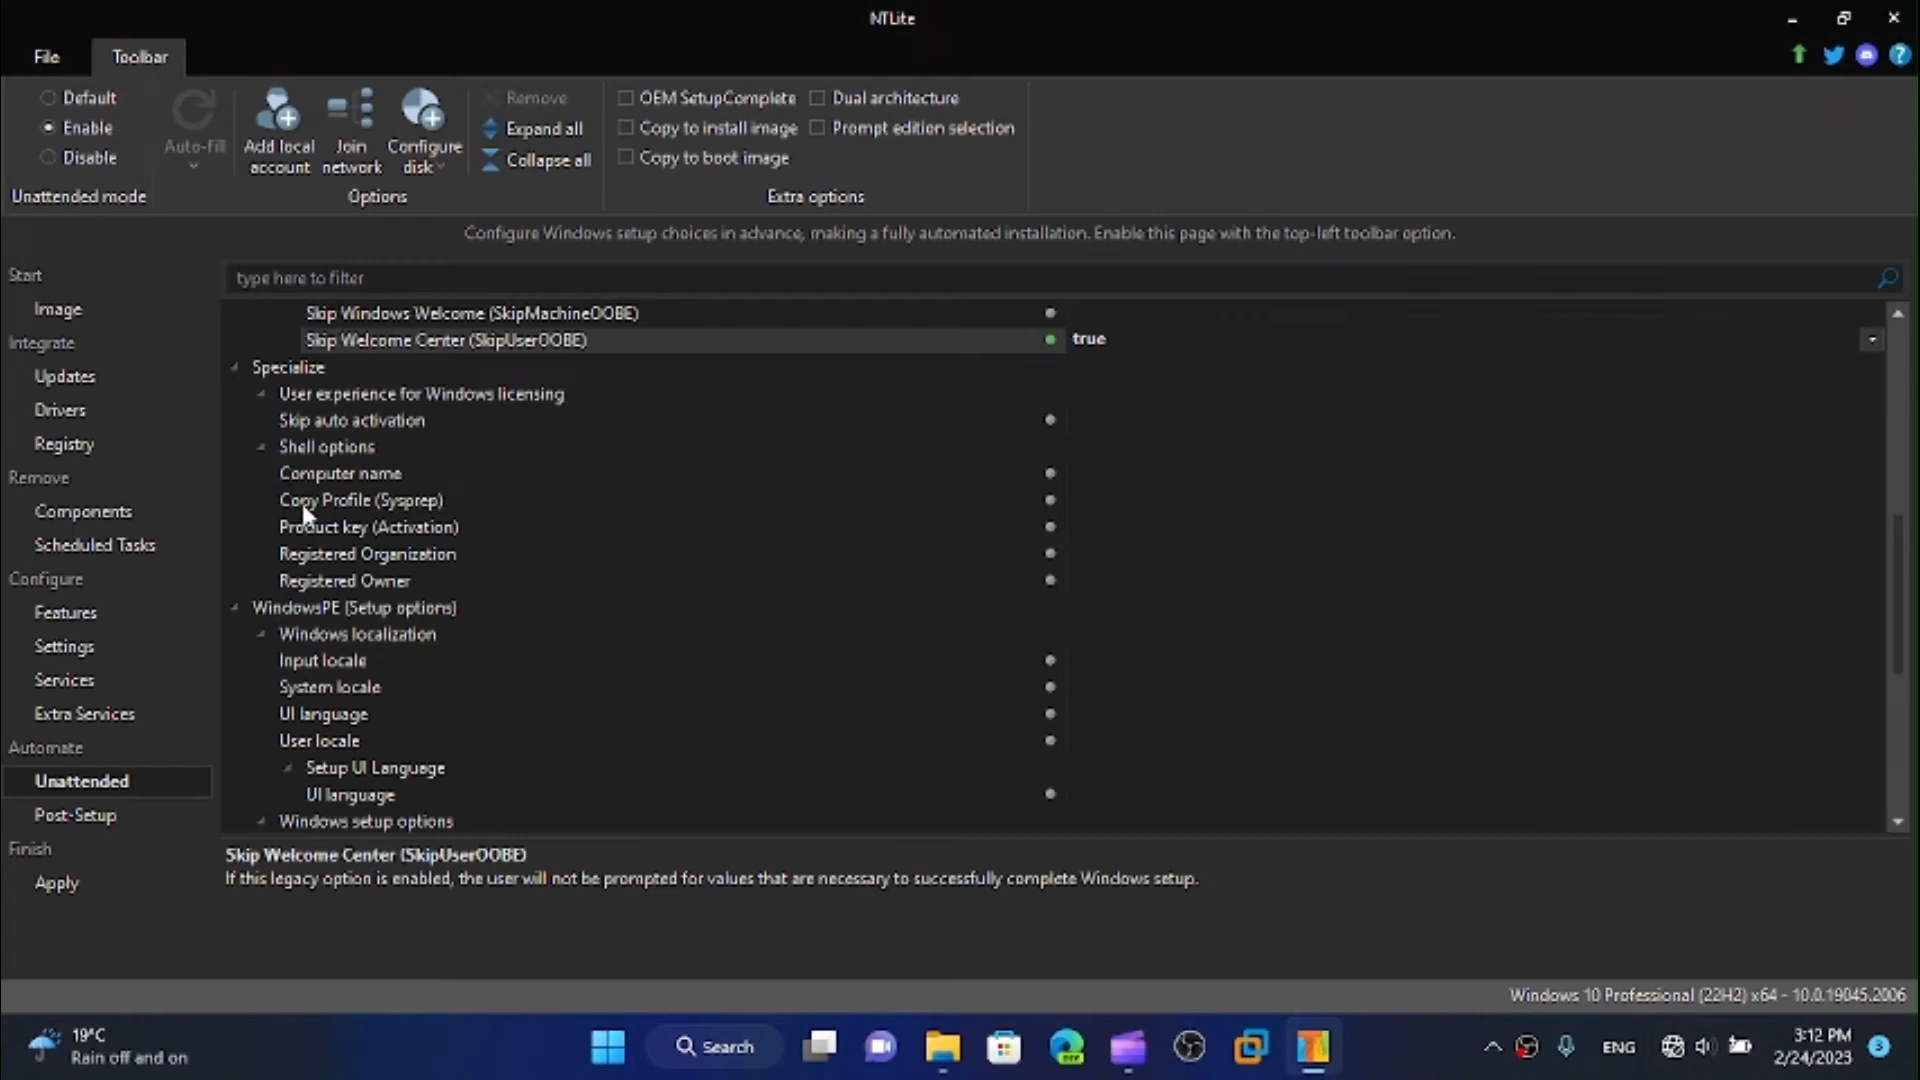 NTLite
File
Toolbar
Default
Enable
Disable
Unattended mode
Auto-fill
Add local account
Join network
Configure disk
Remove
Expand all
Collapse all
Options
OEM SetupComplete
Copy to install image
Copy to boot image
Dual architecture
Prompt edition selection
Extra options
Configure Windows setup choices in advance, making a fully automated installation. Enable this page with the top-left toolbar option.
Start
Image
Integrate
Updates
Drivers
Registry
Remove
Components
Scheduled Tasks
Configure
Features
Settings
Services
Extra Services
Automate
Unattended
Post-Setup
Finish
Apply
type here to filter
Skip Windows Welcome (SkipMachineOOBE)
Skip Welcome Center (SkipUserOOBE) true
Specialize
User experience for Windows licensing
Skip auto activation
Shell options
Computer name
Copy Profile (Sysprep)
Product key (Activation)
Registered Organization
Registered Owner
WindowsPE (Setup options)
Windows localization
Input locale
System locale
UI language
User locale
Setup UI Language
UI language
Windows setup options
Skip Welcome Center (SkipUserOOBE)
If this legacy option is enabled, the user will not be prompted for values that are necessary to successfully complete Windows setup.
Windows 10 Professional (22H2) x64 - 10.0.19045.2006
19°C
Rain off and on
Search
ENG
3:12 PM
2/24/2023
3